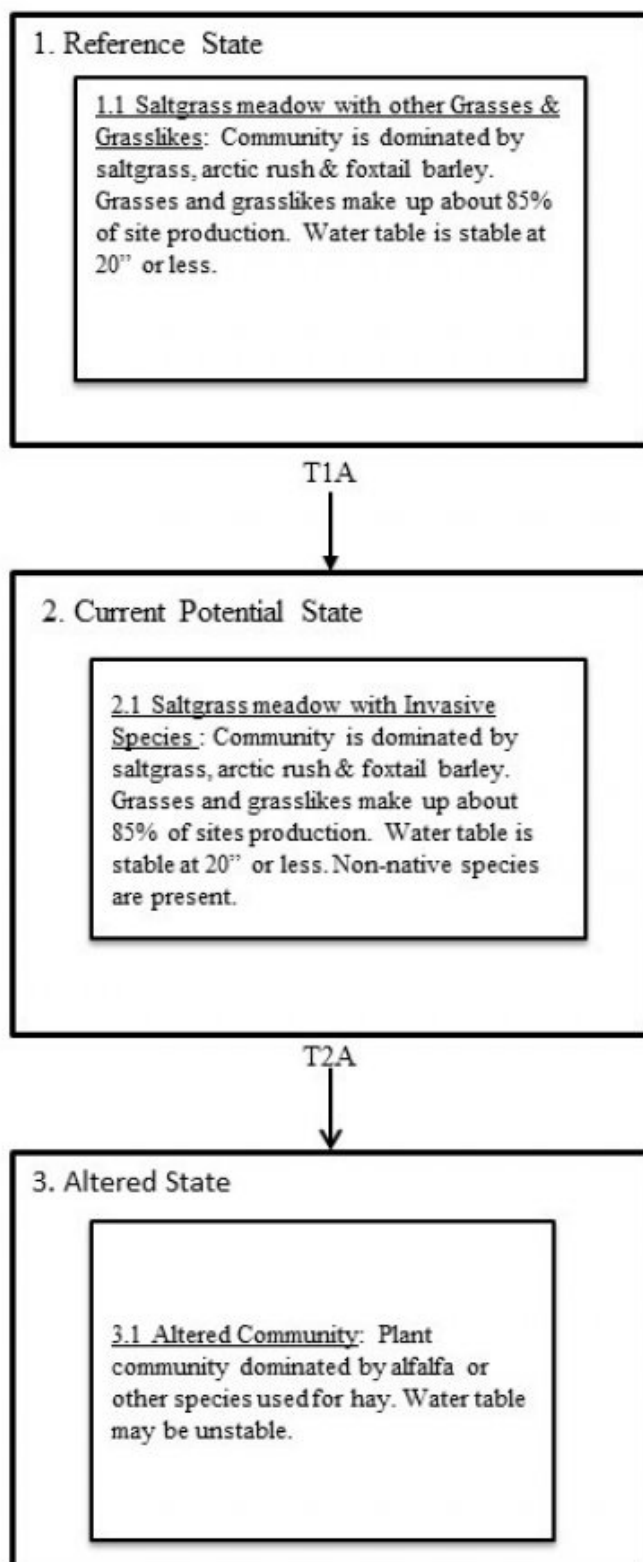 1. Reference State
1.1 Saltgrass meadow with other Grasses &
Grasslikes: Community is dominated by
saltgrass, arctic rush & foxtail barley.
Grasses and grasslikes make up about 85%
of site production. Water table is stable at
20” or less.
T1A
2. Current Potential State
2.1 Saltgrass meadow with Invasive
Species : Community is dominated by
saltgrass, arctic rush & foxtail barley.
Grasses and grasslikes make up about
85% of sites production. Water table is
stable at 20” or less. Non-native species
are present.
T2A
3. Altered State
3.1 Altered Community: Plant
community dominated by alfalfa or
other species used for hay. Water table
may be unstable.